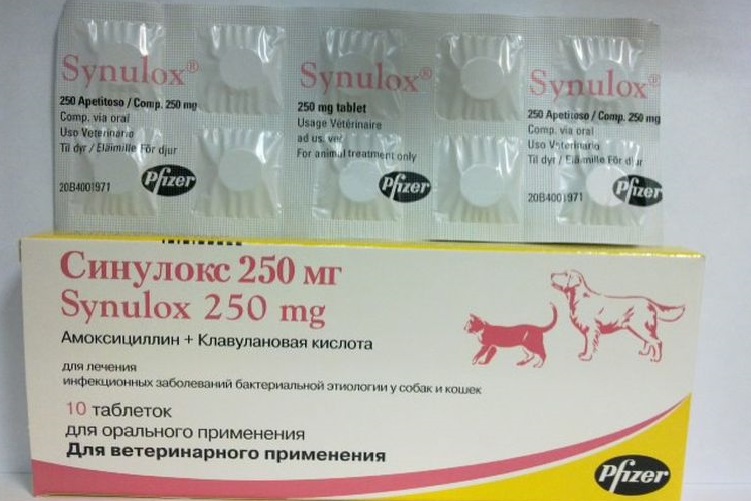 Synulox®
250 Apetitoso / Comp. 250 mg
Comp. via oral
Uso Veterinario
Til dyr / Eläimille För djur
20B4001971
Pfizer
Synulox®
250 mg tablet
Usage Vétérinaire
ad us. vet
For animal treatment only
Pfizer
Synulox®
250 Apetitoso / Comp. 250 mg
Comp. via oral
Uso Veterinario
Til dyr / Eläimille För djur
20B4001971
Pfizer
Синулокс 250 мг
Synulox 250 mg
Амоксициллин + Клавулановая кислота
для лечения
инфекционных заболеваний бактериальной этиологии у собак и кошек
10 таблеток
для орального применения
Для ветеринарного применения
Pfizer